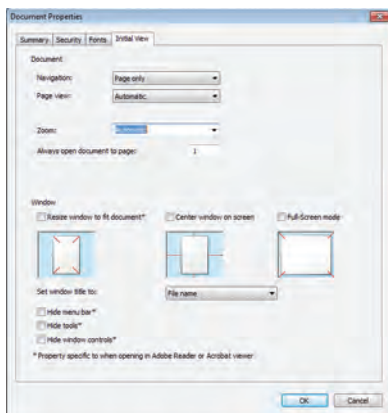 Document Properties
Summary Security Fonts Initial View
Document
Navigation: Page only
Page view: Automatic
Zoom: Automatic
Always open document to page: 1
Window
Resize window to fit document* Center window on screen Full-Screen mode
Set window title to: File name
Hide menu bar*
Hide tools*
Hide window controls*
* Property specific to when opening in Adobe Reader or Acrobat viewer
OK Cancel